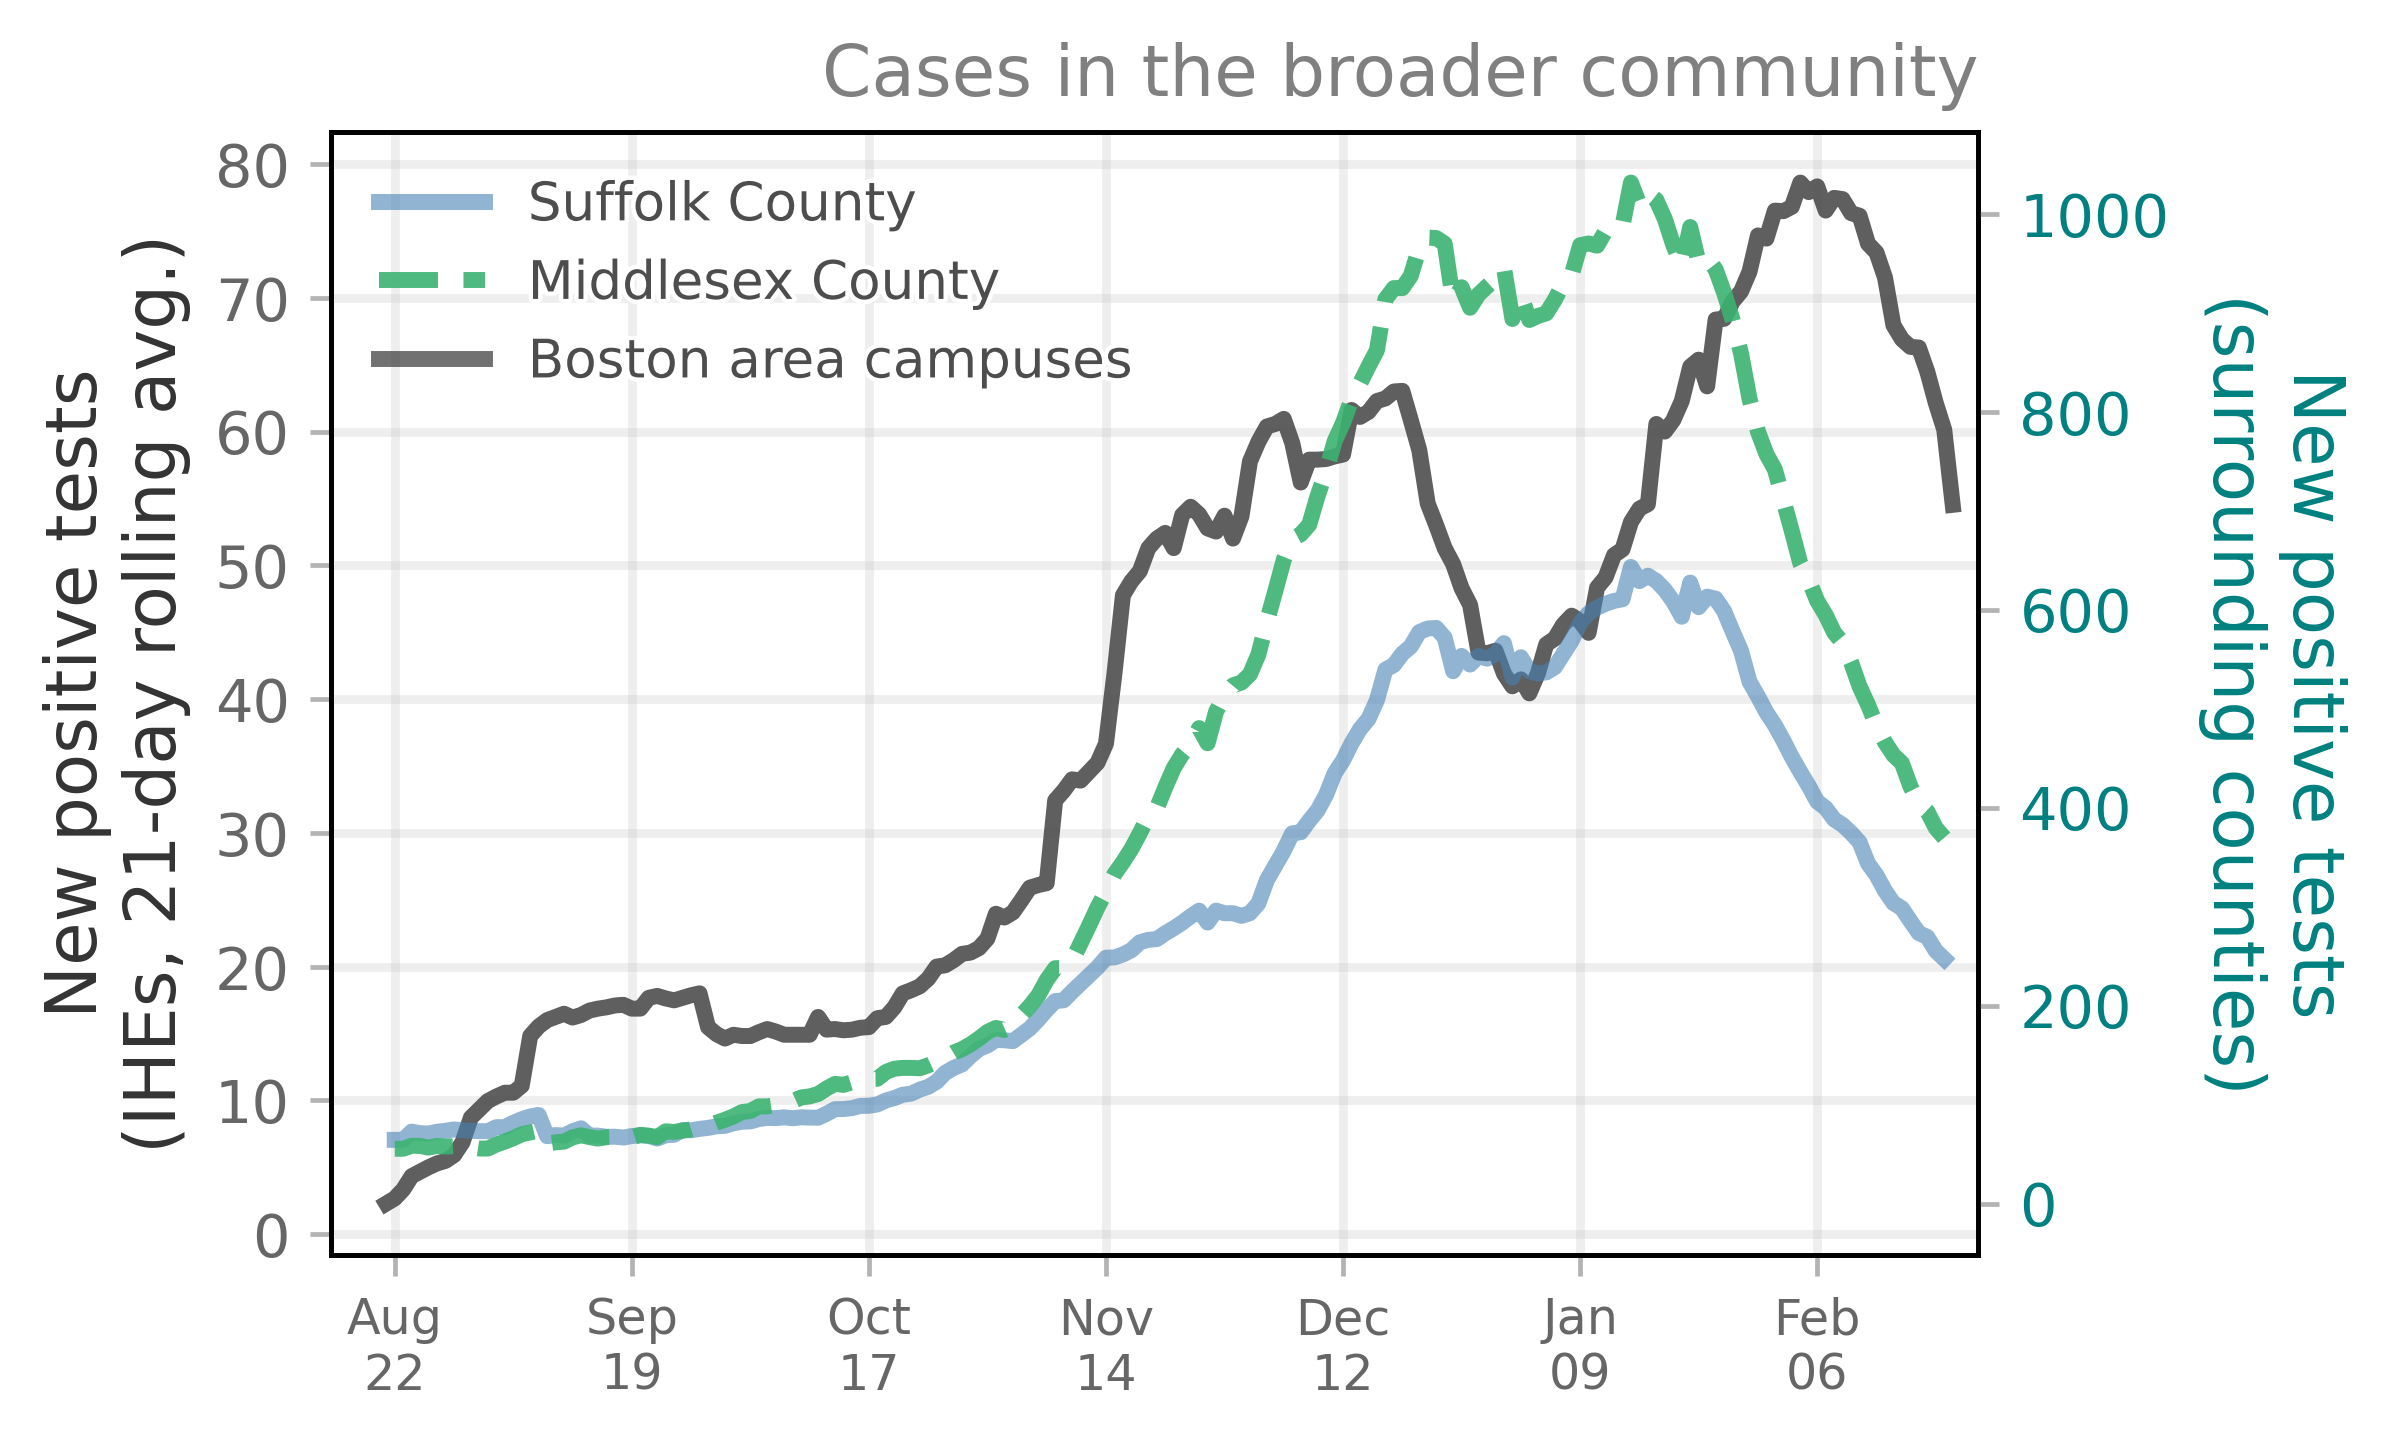 Cases in the broader community
New positive tests
(IHEs, 21-day rolling avg.)
80
70
60
50
40
30
20
10
0
Suffolk County
Middlesex County
Boston area campuses
1000
800
600
400
200
0
New positive tests
(surrounding counties)
Aug
22
Sep
19
Oct
17
Nov
14
Dec
12
Jan
09
Feb
06